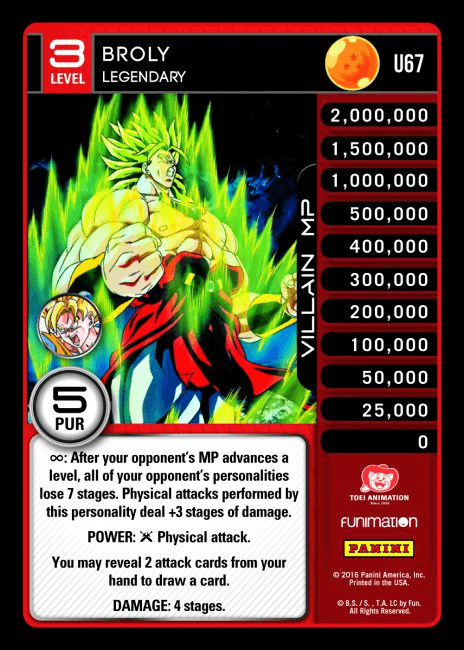 3
LEVEL
BROLY
LEGENDARY
U67
2,000,000
1,500,000
1,000,000
500,000
400,000
300,000
200,000
100,000
50,000
25,000
0
VILLAIN MP
5
PUR
∞: After your opponent's MP advances a
level, all of your opponent's personalities
lose 7 stages. Physical attacks performed by
this personality deal +3 stages of damage.
POWER: Physical attack.
You may reveal 2 attack cards from your
hand to draw a card.
DAMAGE: 4 stages.
TOEI ANIMATION
Since 1956
FUNIMATION
PANINI
© 2016 Panini America, Inc.
Printed in the USA.
© B.S. / S. , T.A. LC by Fun.
All Rights Reserved.